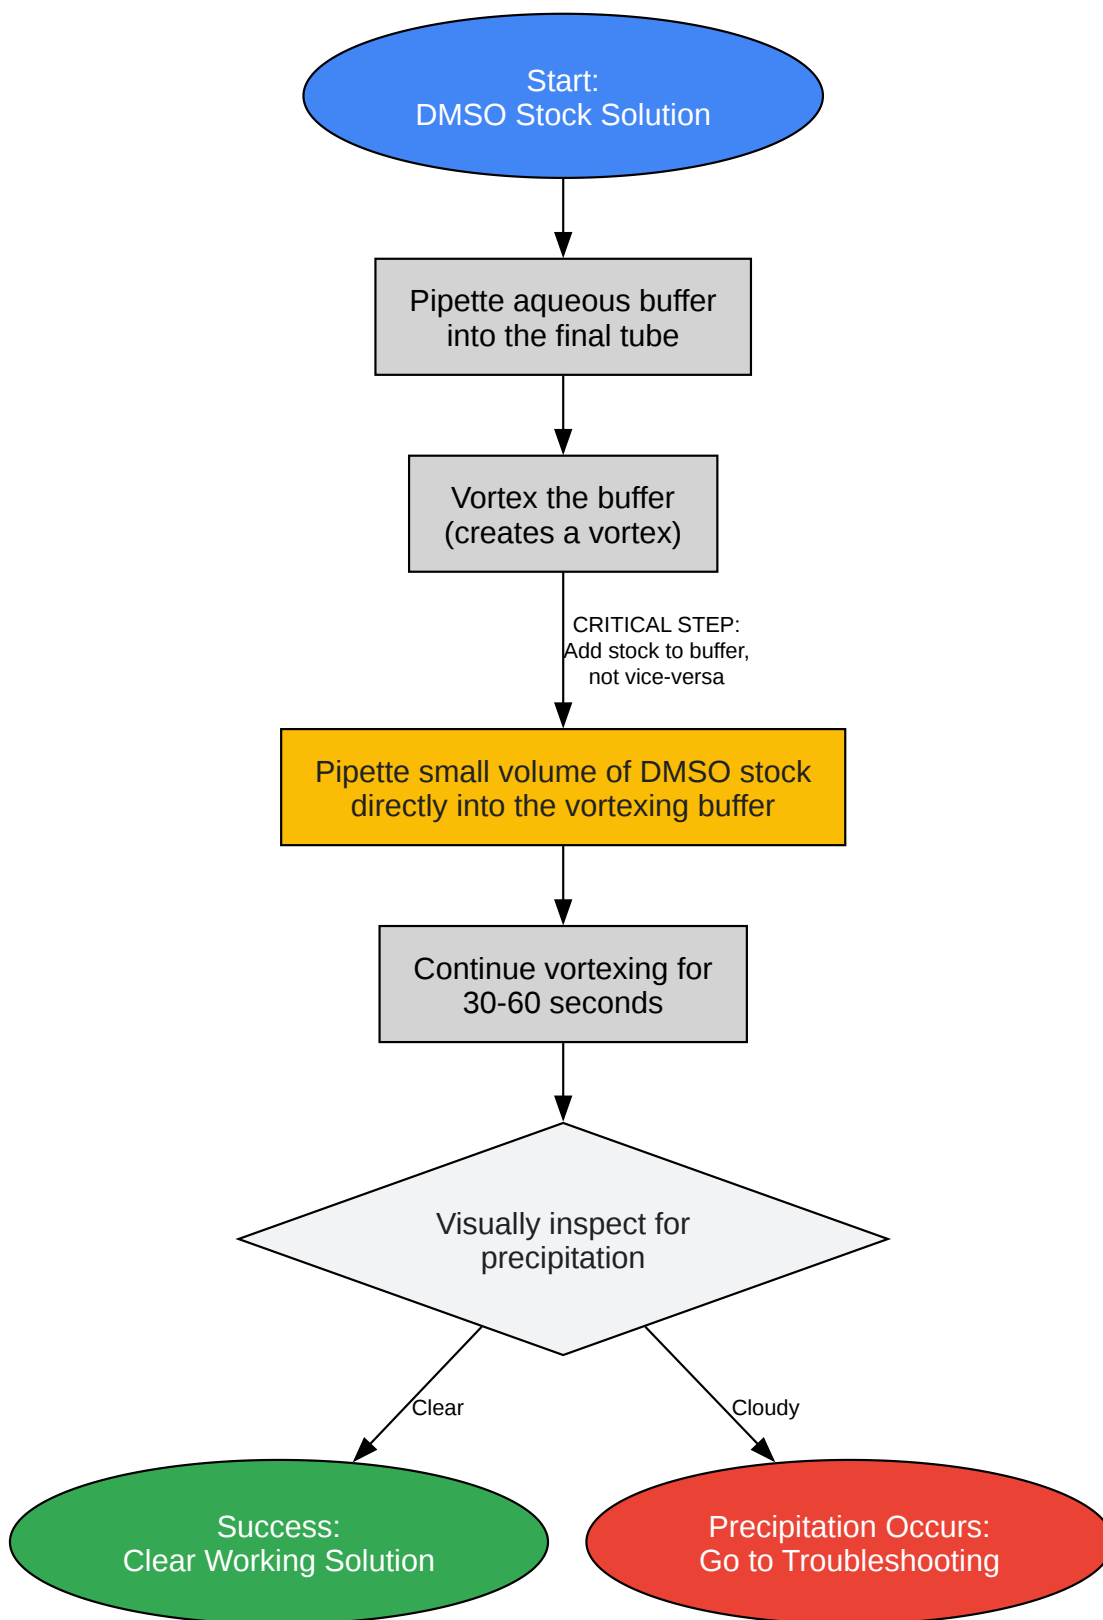 Start:
DMSO Stock Solution
Pipette aqueous buffer
into the final tube
Vortex the buffer
(creates a vortex)
CRITICAL STEP:
Add stock to buffer,
not vice-versa
Pipette small volume of DMSO stock
directly into the vortexing buffer
Continue vortexing for
30-60 seconds
Visually inspect for
precipitation
Clear
Cloudy
Success:
Clear Working Solution
Precipitation Occurs:
Go to Troubleshooting